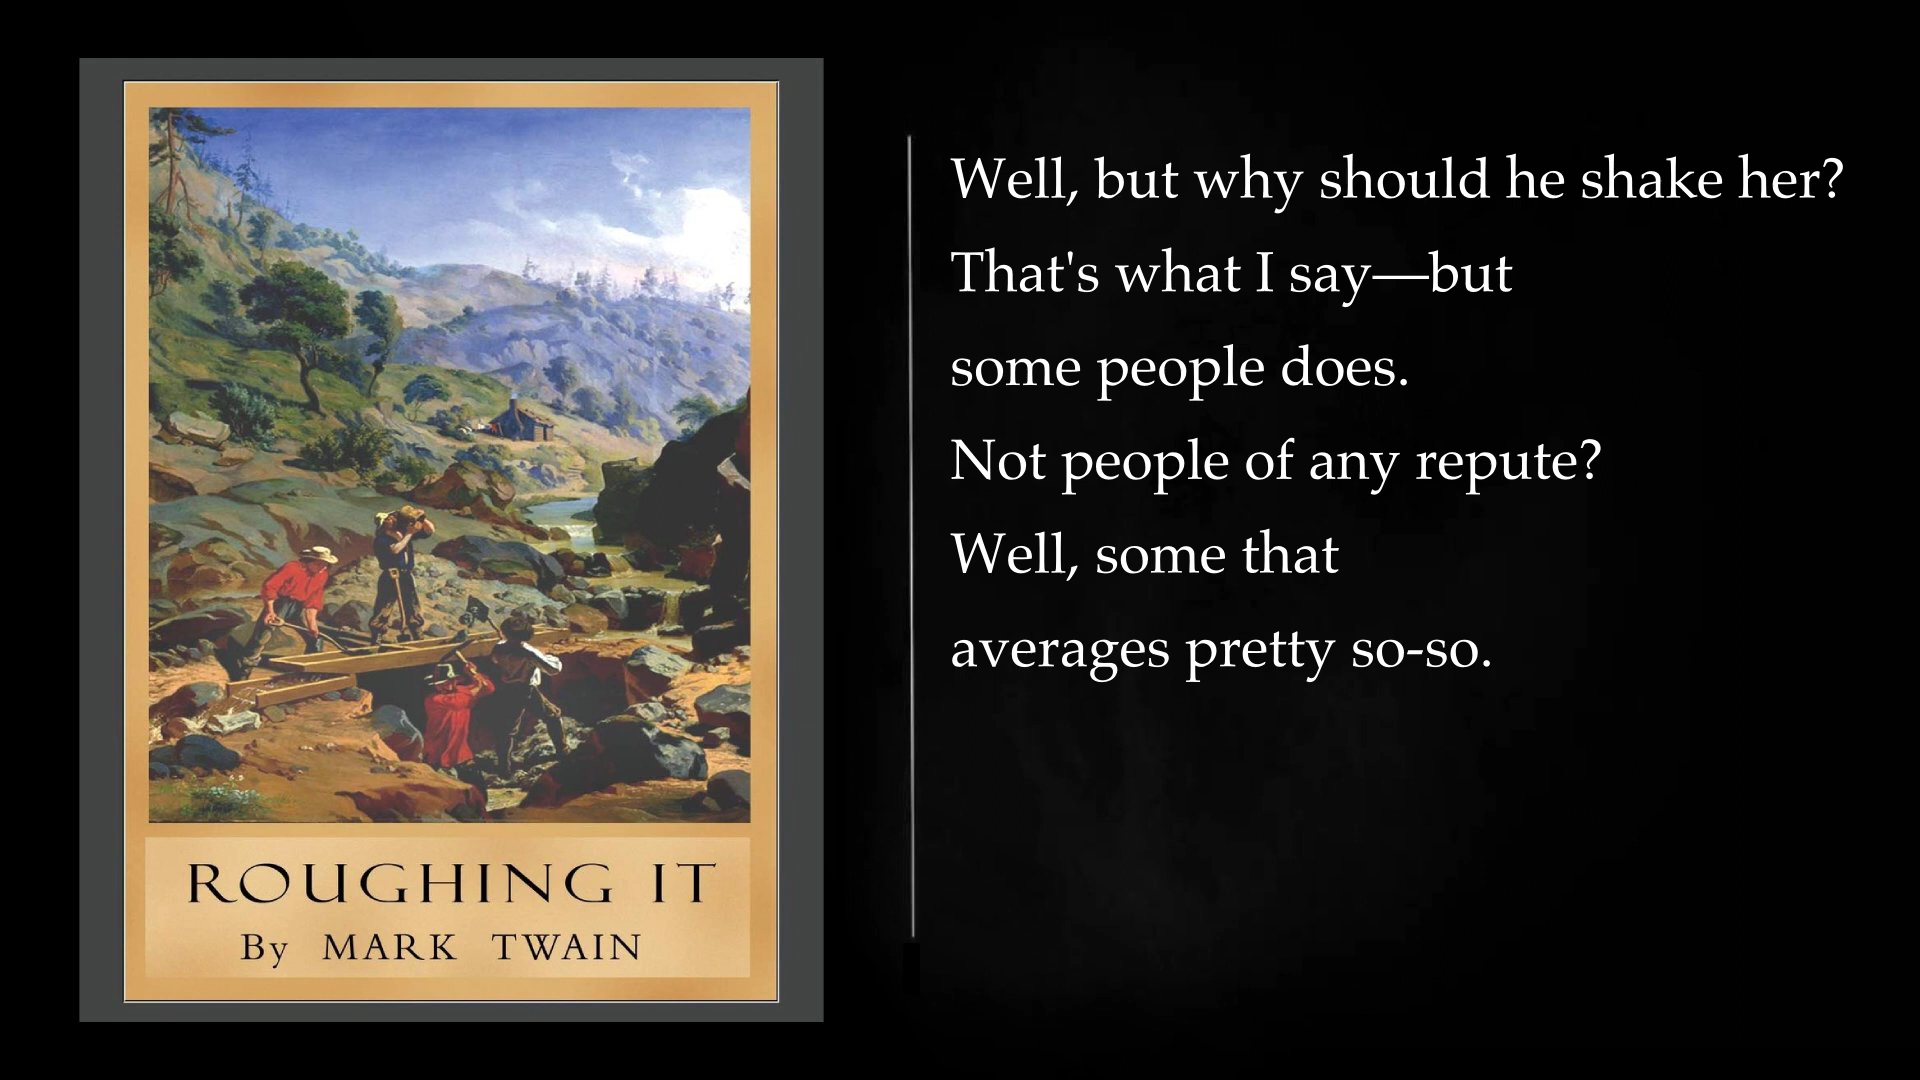 ROUGHING IT
By MARK TWAIN
Well, but why should he shake her?
That's what I say—but
some people does.
Not people of any repute?
Well, some that
averages pretty so-so.